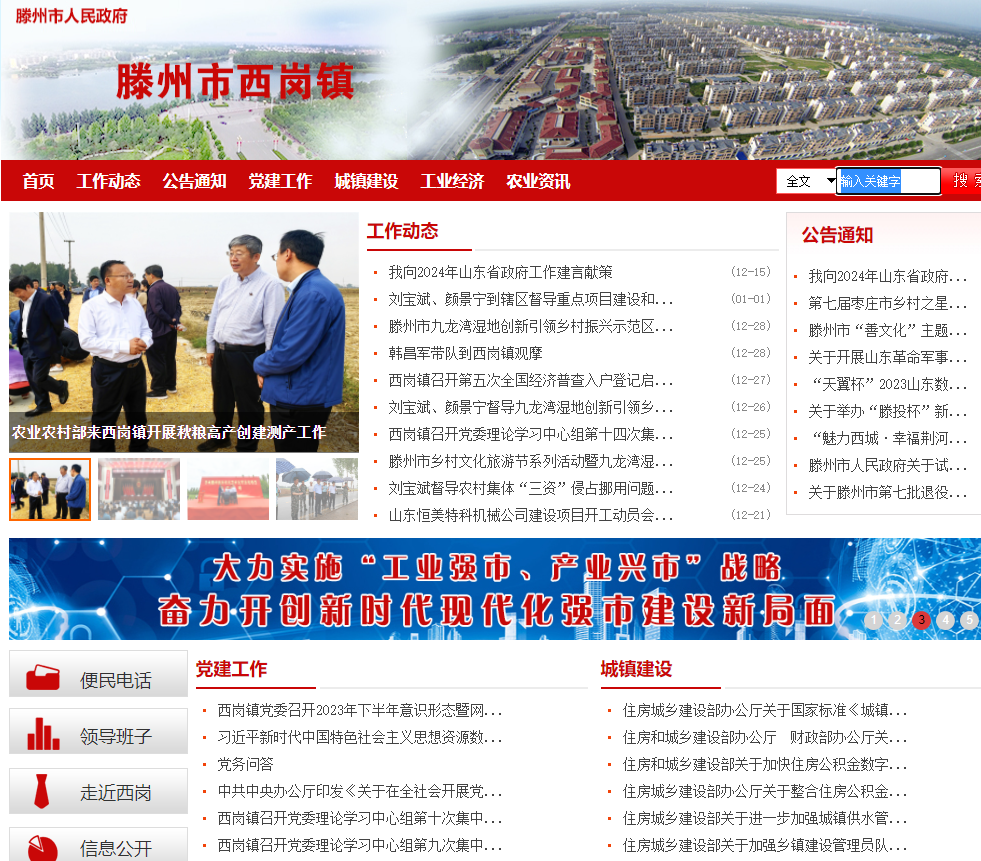 滕州市人民政府
滕州市西岗镇
首页 工作动态 公告通知 党建工作 城镇建设 工业经济 农业资讯 全文 输入关键字 搜索
农业农村部来西岗镇开展秋粮高产创建测产工作
工作动态
我向2024年山东省政府工作建言献策 (12-15)
刘宝斌、颜景宁到辖区督导重点项目建设和... (01-01)
滕州市九龙湾湿地创新引领乡村振兴示范区... (12-28)
韩昌军带队到西岗镇观摩 (12-28)
西岗镇召开第五次全国经济普查入户登记启... (12-27)
刘宝斌、颜景宁督导九龙湾湿地创新引领乡... (12-26)
西岗镇召开党委理论学习中心组第十四次集... (12-25)
滕州市乡村文化旅游节系列活动暨九龙湾湿... (12-25)
刘宝斌督导农村集体“三资”侵占挪用问题... (12-24)
山东恒美特科机械公司建设项目开工动员会... (12-21)
公告通知
我向2024年山东省政府...
第七届枣庄市乡村之星...
滕州市“善文化”主题...
关于开展山东革命军事...
“天翼杯”2023山东数...
关于举办“滕投杯”新...
“魅力西城·幸福荆河...
滕州市人民政府关于试...
关于滕州市第七批退役...
大力实施“工业强市、产业兴市”战略
奋力开创新时代现代化强市建设新局面
1 2 3 4 5
便民电话
领导班子
走近西岗
信息公开
党建工作
西岗镇党委召开2023年下半年意识形态暨网...
习近平新时代中国特色社会主义思想资源数...
党务问答
中共中央办公厅印发《关于在全社会开展党...
西岗镇召开党委理论学习中心组第十次集中...
西岗镇召开党委理论学习中心组第九次集中...
城镇建设
住房城乡建设部办公厅关于国家标准《城镇...
住房和城乡建设部办公厅　财政部办公厅关...
住房和城乡建设部关于加快住房公积金数字...
住房城乡建设部办公厅关于整合住房公积金...
住房城乡建设部关于进一步加强城镇供水管...
住房城乡建设部关于加强乡镇建设管理员队...